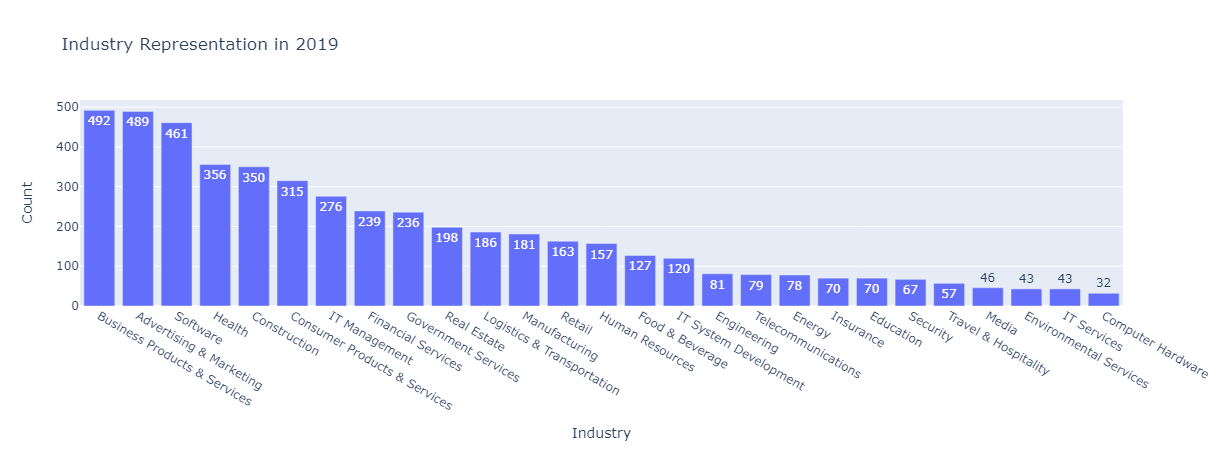 Industry Representation in 2019
Count
500
400
300
200
100
0
492
489
461
356
350
315
276
239
236
198
186
181
163
157
127
120
81
79
78
70
70
67
57
46
43
43
32
Business Products & Services
Advertising & Marketing
Software
Health
Construction
Consumer Products & Services
IT Management
Financial Services
Government Services
Real Estate
Logistics & Transportation
Manufacturing
Retail
Human Resources
Food & Beverage
IT System Development
Engineering
Telecommunications
Energy
Insurance
Education
Security
Travel & Hospitality
Media
Environmental Services
IT Services
Computer Hardware
Industry